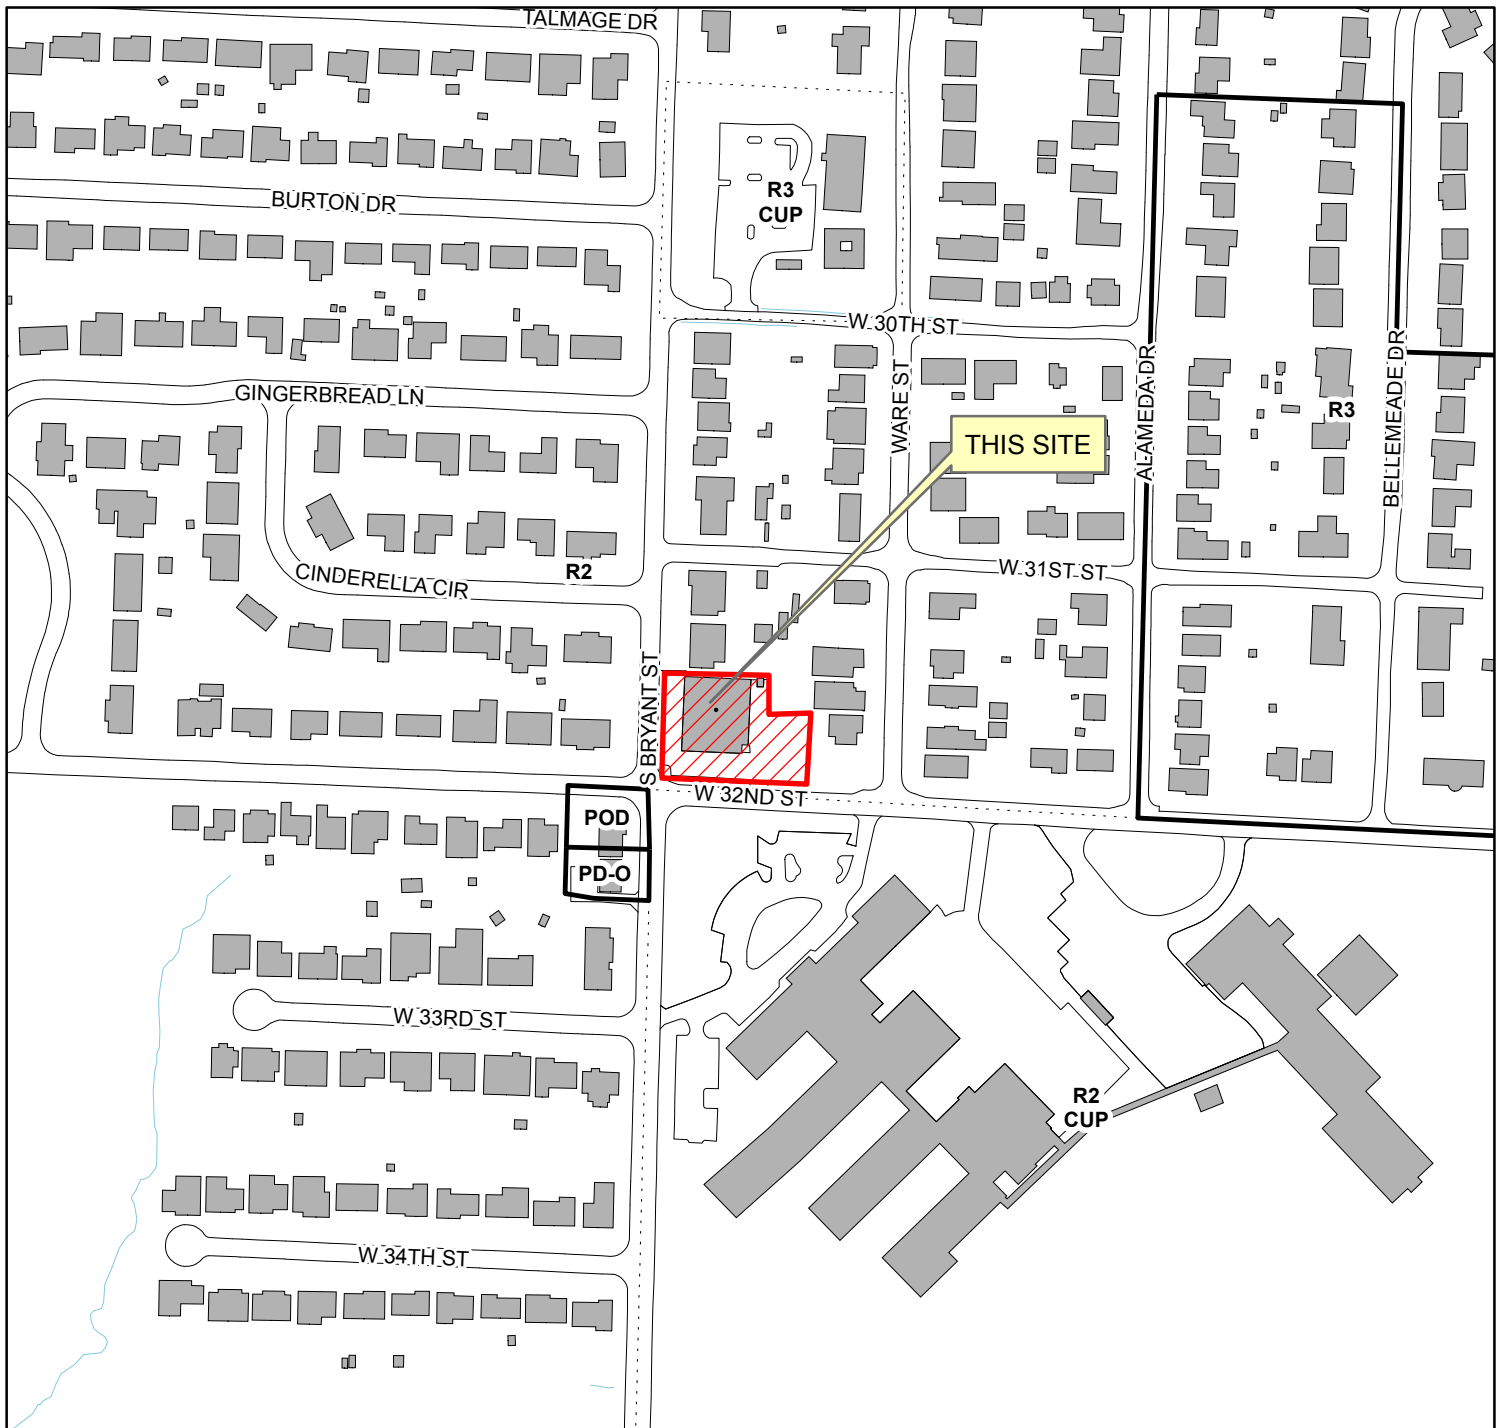 TALMAGE DR
BURTON DR
R3
CUP
W 30TH ST
GINGERBREAD LN
WARE ST
ALAMEDA DR
BELLEMEADE DR
R3
THIS SITE
CINDERELLA CIR
R2
W 31ST ST
S BRYANT ST
W 32ND ST
POD
PD-O
W 33RD ST
R2
CUP
W 34TH ST